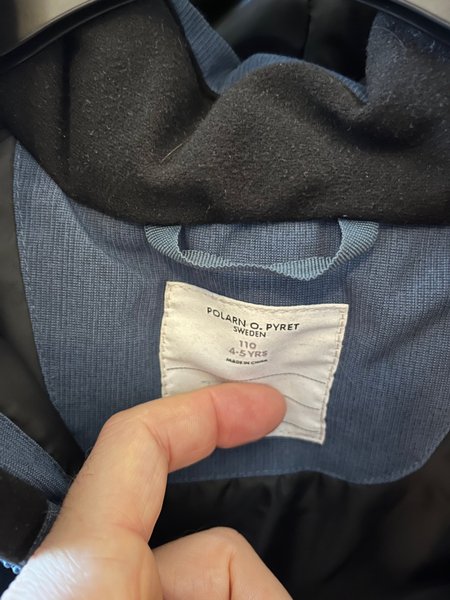 POLARN O. PYRET
SWEDEN
110
4-5 YRS
MADE IN CHINA